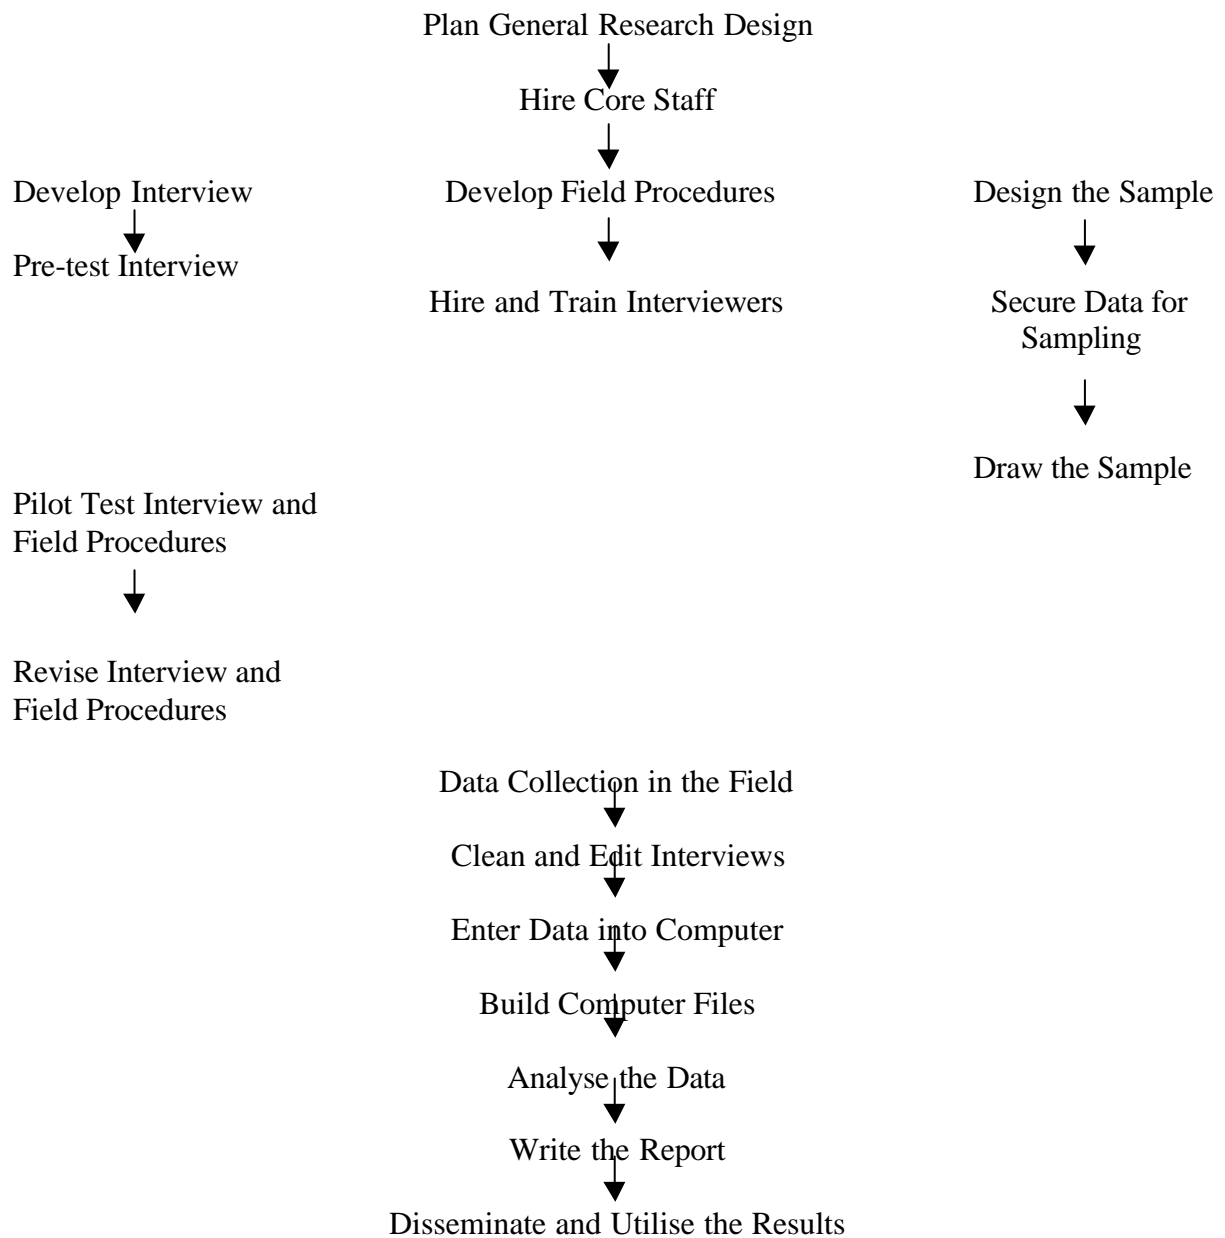 Plan General Research Design
Hire Core Staff
Develop Interview
Develop Field Procedures
Design the Sample
Pre-test Interview
Hire and Train Interviewers
Secure Data for
Sampling
Draw the Sample
Pilot Test Interview and
Field Procedures
Revise Interview and
Field Procedures
Data Collection in the Field
Clean and Edit Interviews
Enter Data into Computer
Build Computer Files
Analyse the Data
Write the Report
Disseminate and Utilise the Results